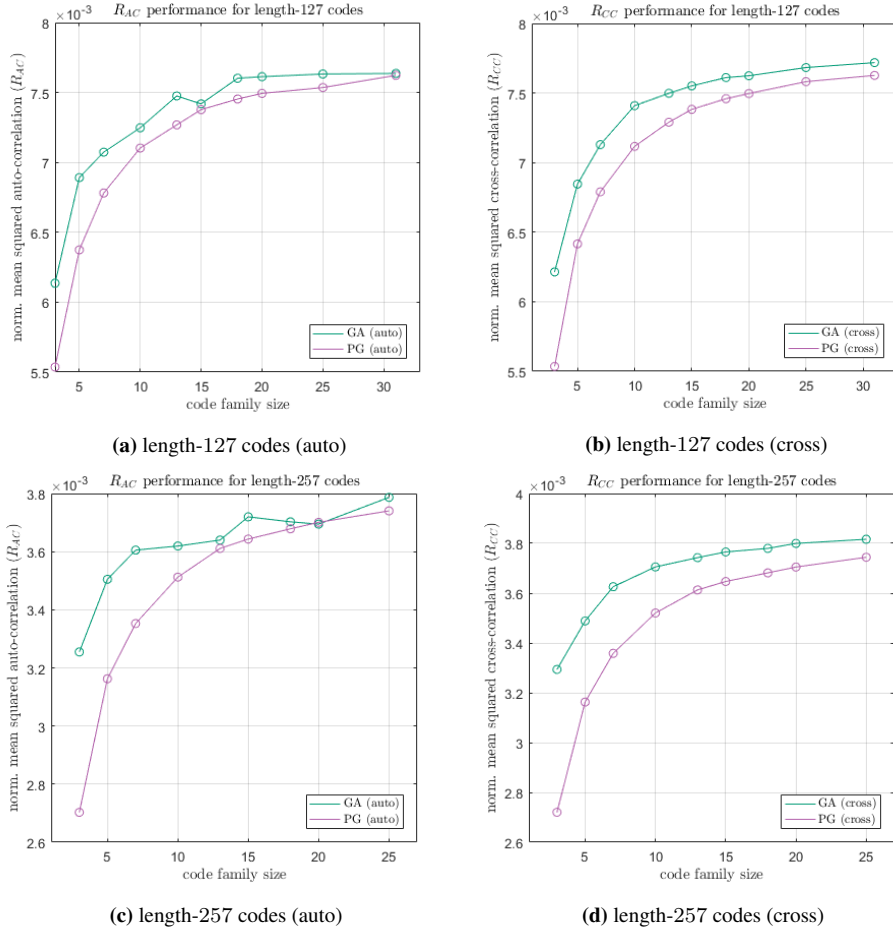 ×10⁻³
R_AC performance for length-127 codes
8
7.5
7
6.5
6
5.5
norm. mean squared auto-correlation (R_AC)
5 10 15 20 25 30
code family size
GA (auto)
PG (auto)
(a) length-127 codes (auto)
×10⁻³
R_CC performance for length-127 codes
8
7.5
7
6.5
6
5.5
norm. mean squared cross-correlation (R_CC)
5 10 15 20 25 30
code family size
GA (cross)
PG (cross)
(b) length-127 codes (cross)
×10⁻³
R_AC performance for length-257 codes
3.8
3.6
3.4
3.2
3
2.8
2.6
norm. mean squared auto-correlation (R_AC)
5 10 15 20 25
code family size
GA (auto)
PG (auto)
(c) length-257 codes (auto)
×10⁻³
R_CC performance for length-257 codes
4
3.8
3.6
3.4
3.2
3
2.8
2.6
norm. mean squared cross-correlation (R_CC)
5 10 15 20 25
code family size
GA (cross)
PG (cross)
(d) length-257 codes (cross)